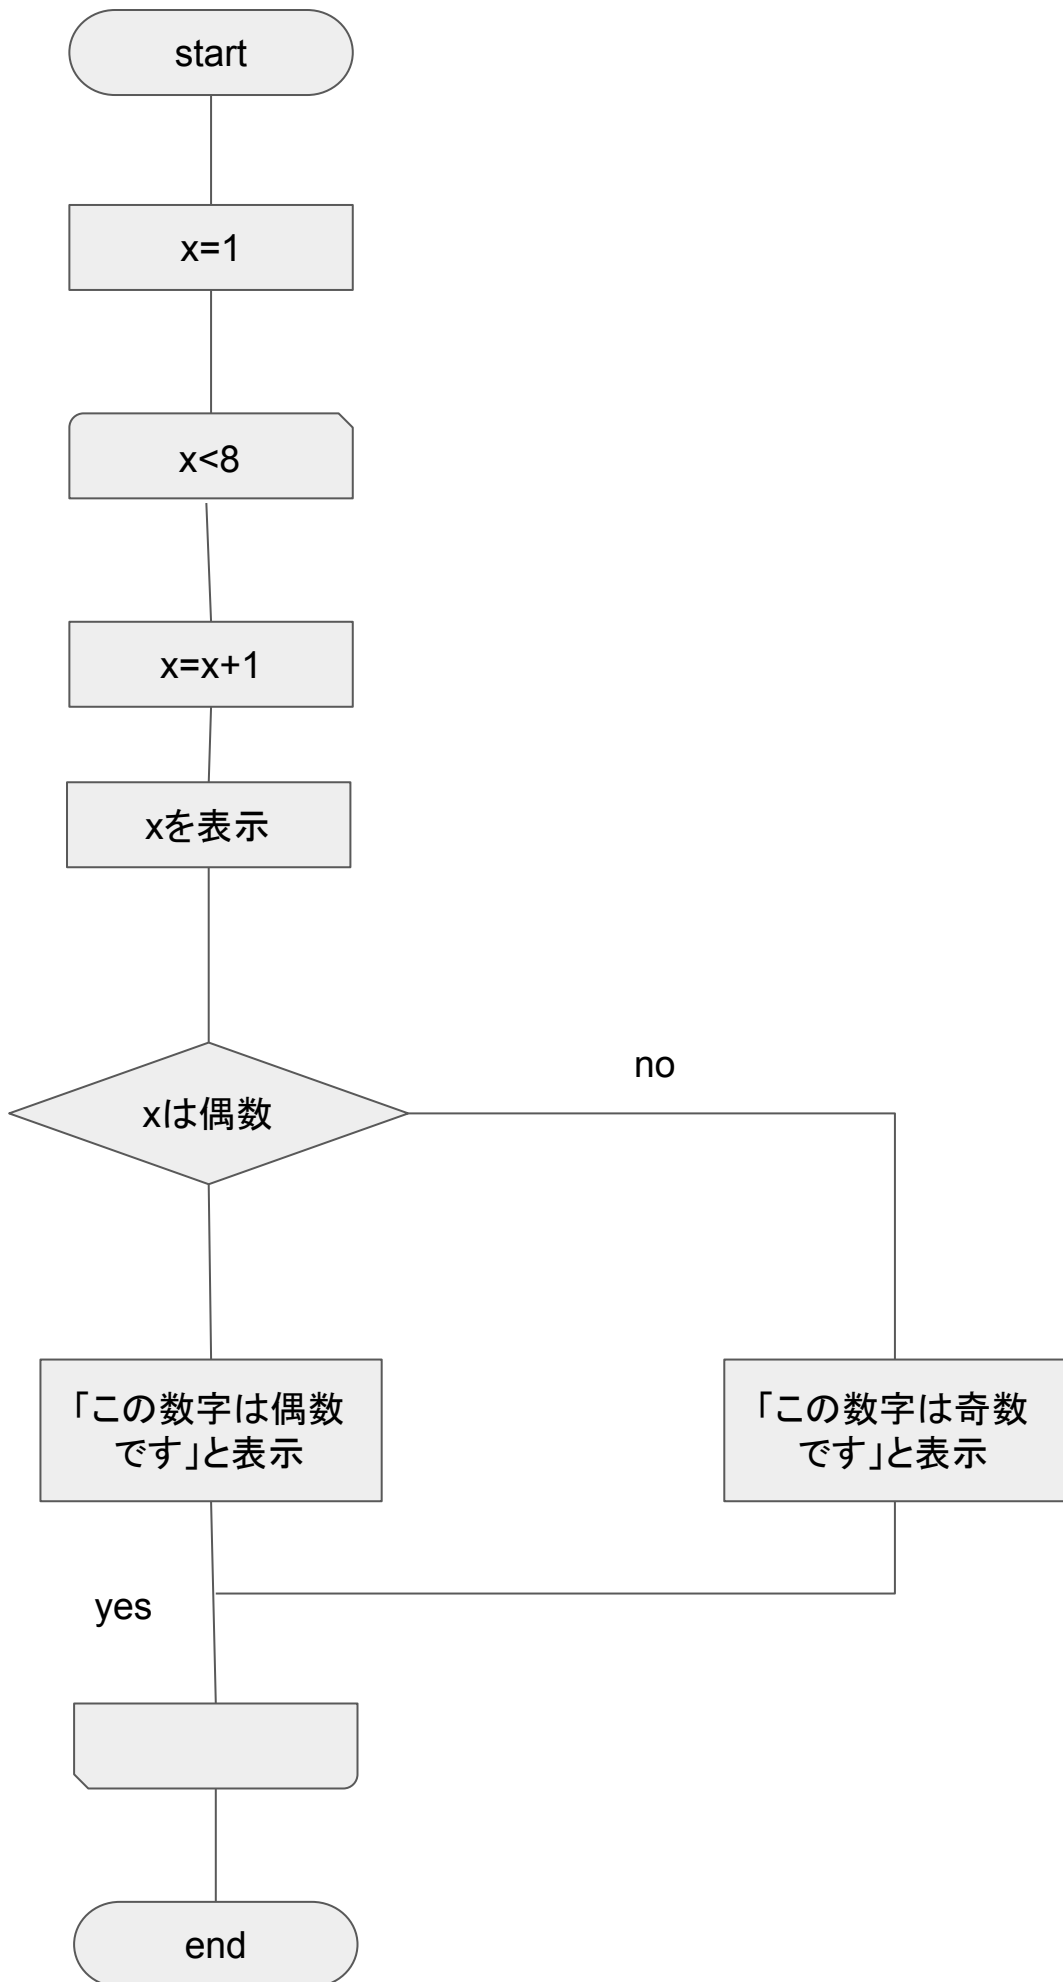 start
x=1
x<8
x=x+1
xを表示
xは偶数
no
「この数字は偶数
です」と表示
「この数字は奇数
です」と表示
yes
end